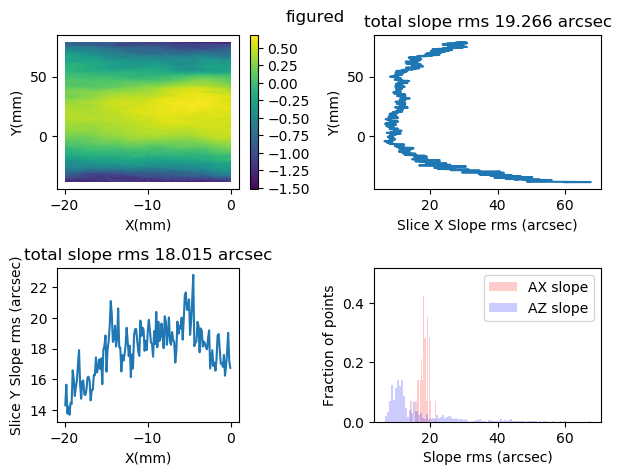 figured
Y(mm)
50
0
−20
−10
0
X(mm)
0.50
0.25
0.00
−0.25
−0.50
−0.75
−1.00
−1.25
−1.50
total slope rms 19.266 arcsec
Y(mm)
50
0
20
40
60
Slice X Slope rms (arcsec)
total slope rms 18.015 arcsec
Slice Y Slope rms (arcsec)
22
20
18
16
14
−20
−10
0
X(mm)
AX slope
AZ slope
Fraction of points
0.4
0.2
0.0
20
40
60
Slope rms (arcsec)